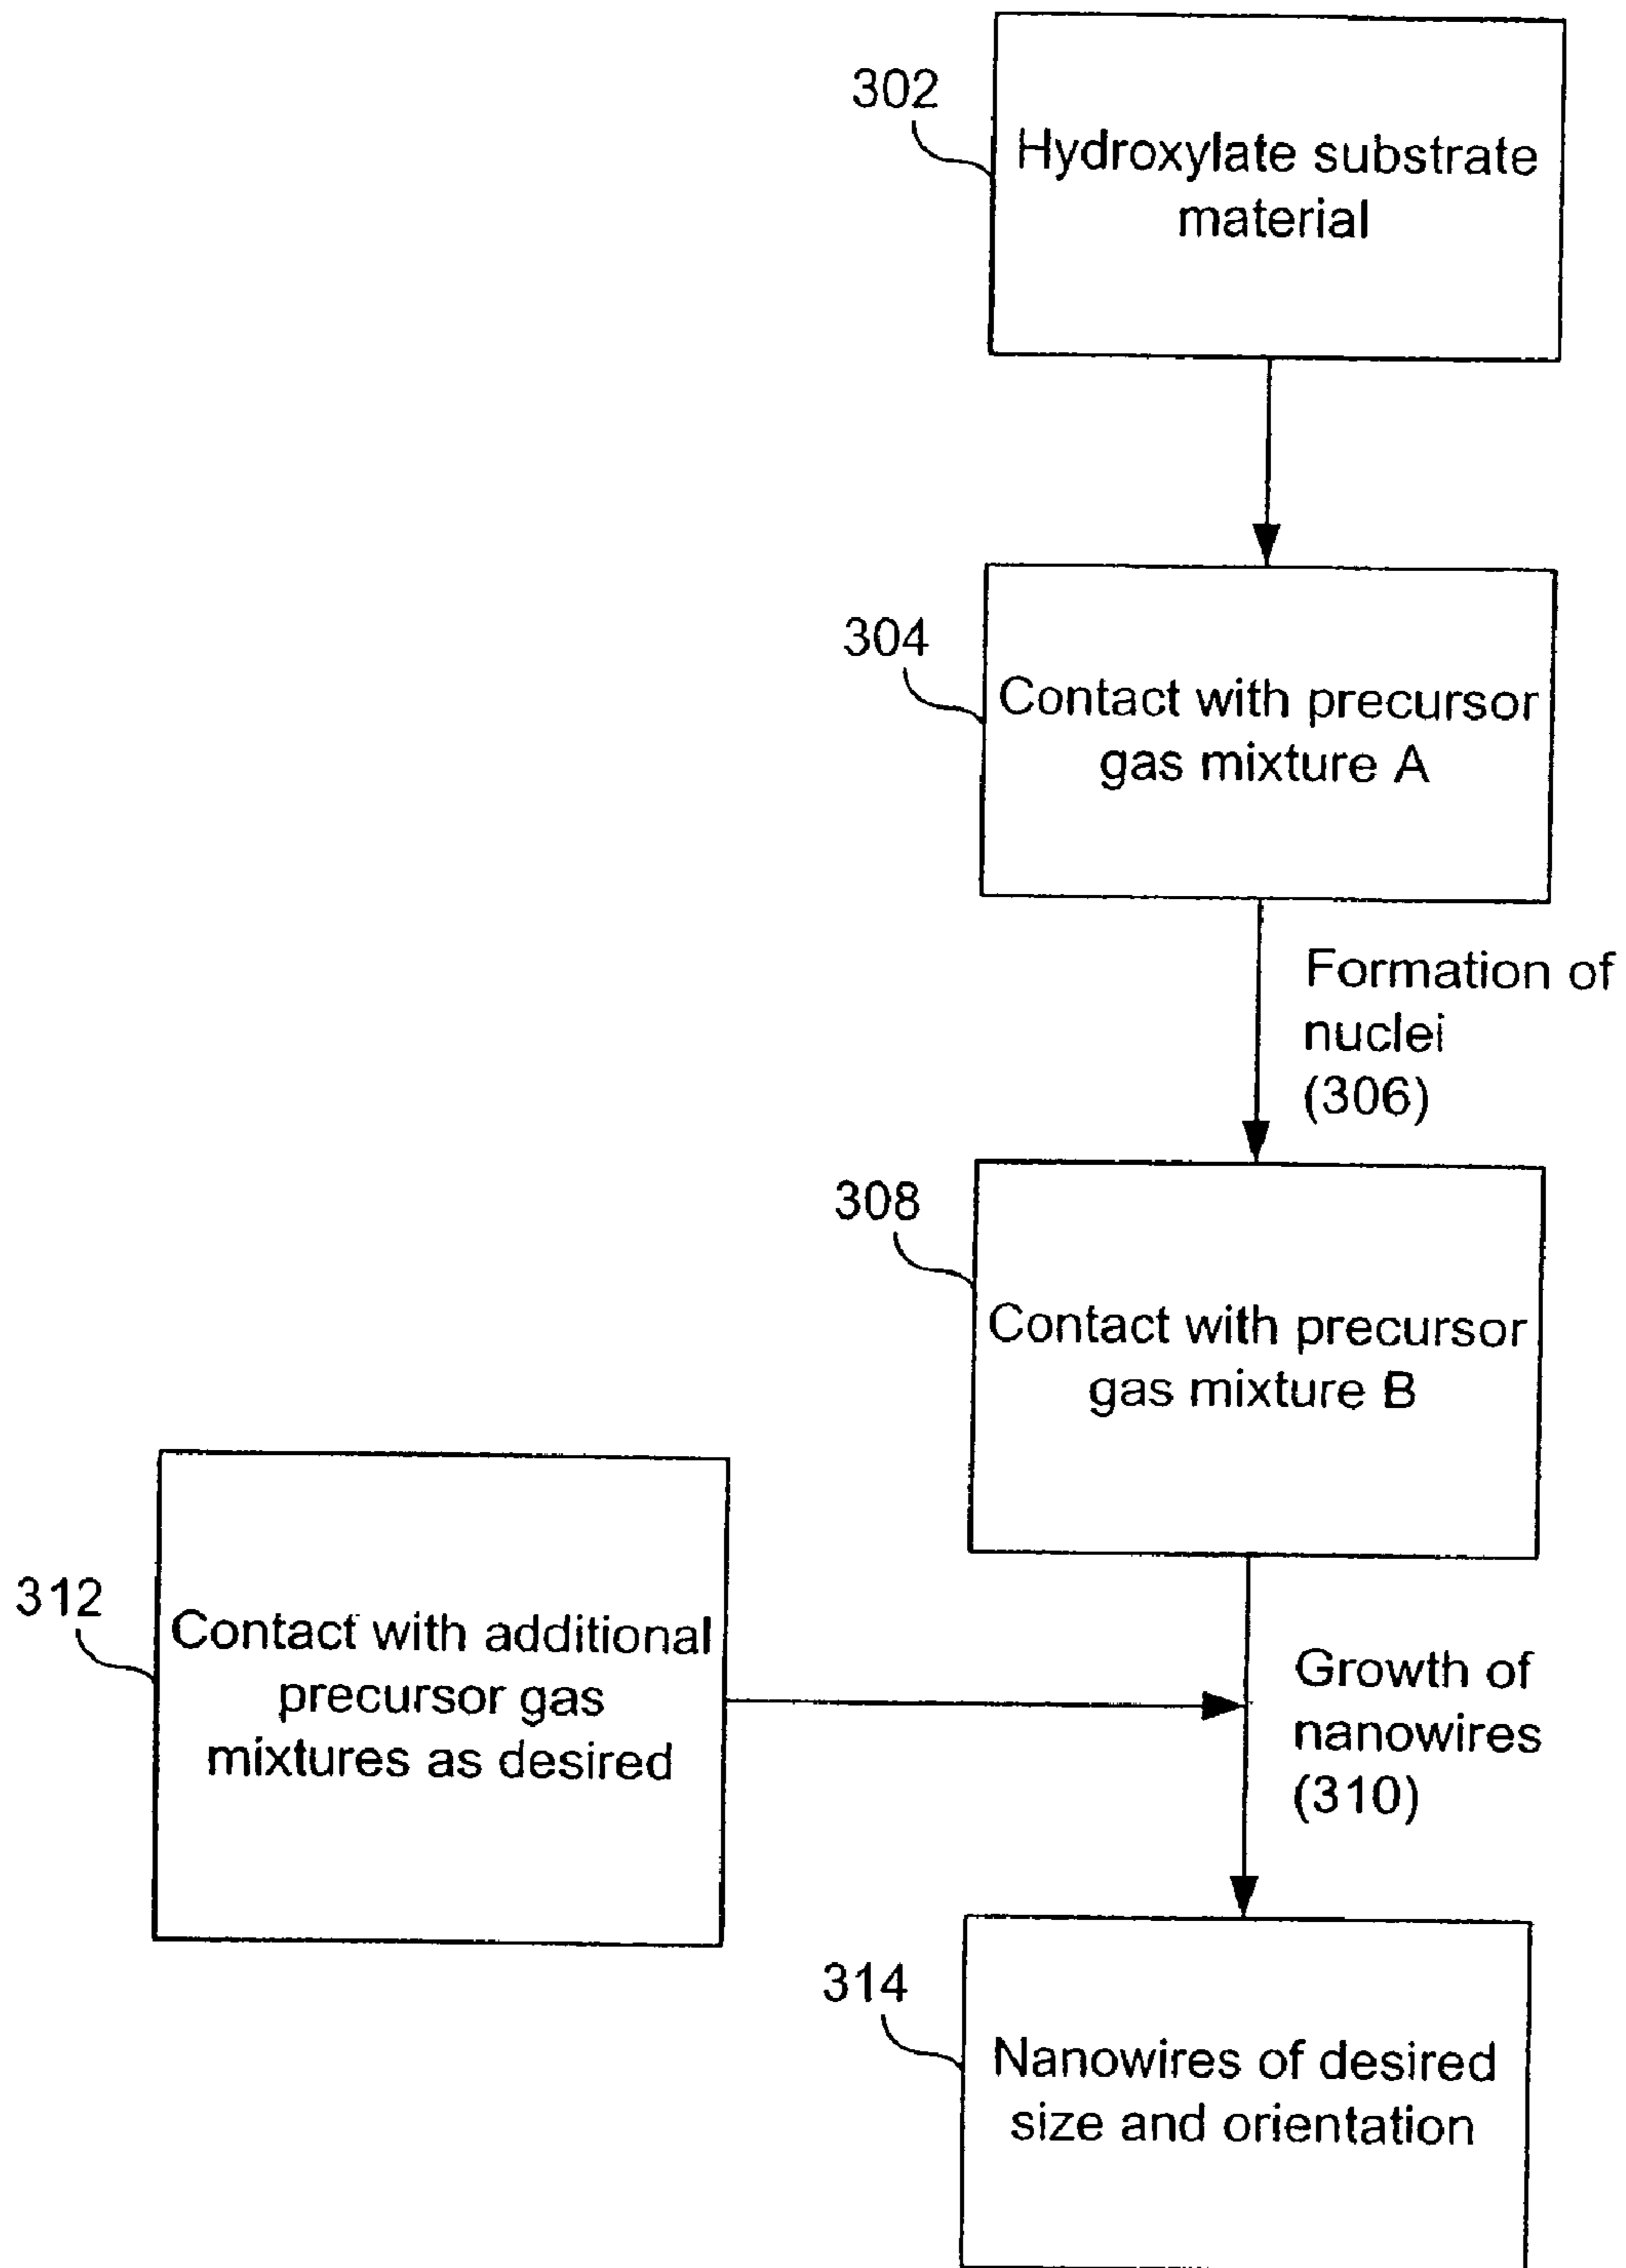 302
Hydroxylate substrate
material
304
Contact with precursor
gas mixture A
Formation of
nuclei
(306)
308
Contact with precursor
gas mixture B
312
Contact with additional
precursor gas
mixtures as desired
Growth of
nanowires
(310)
314
Nanowires of desired
size and orientation